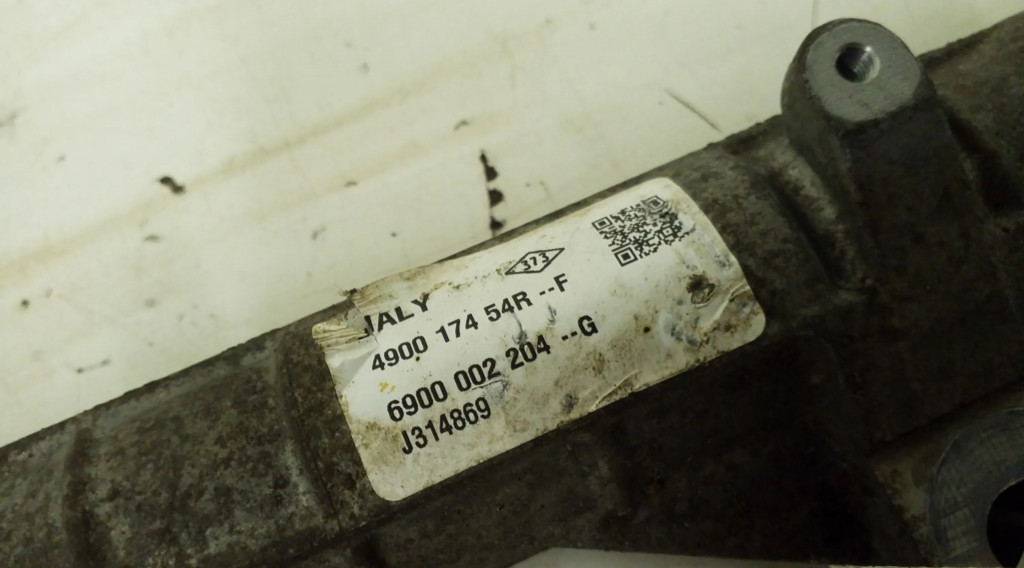 373
JALY
4900 174 54R --F
6900 002 204 --G
J314869